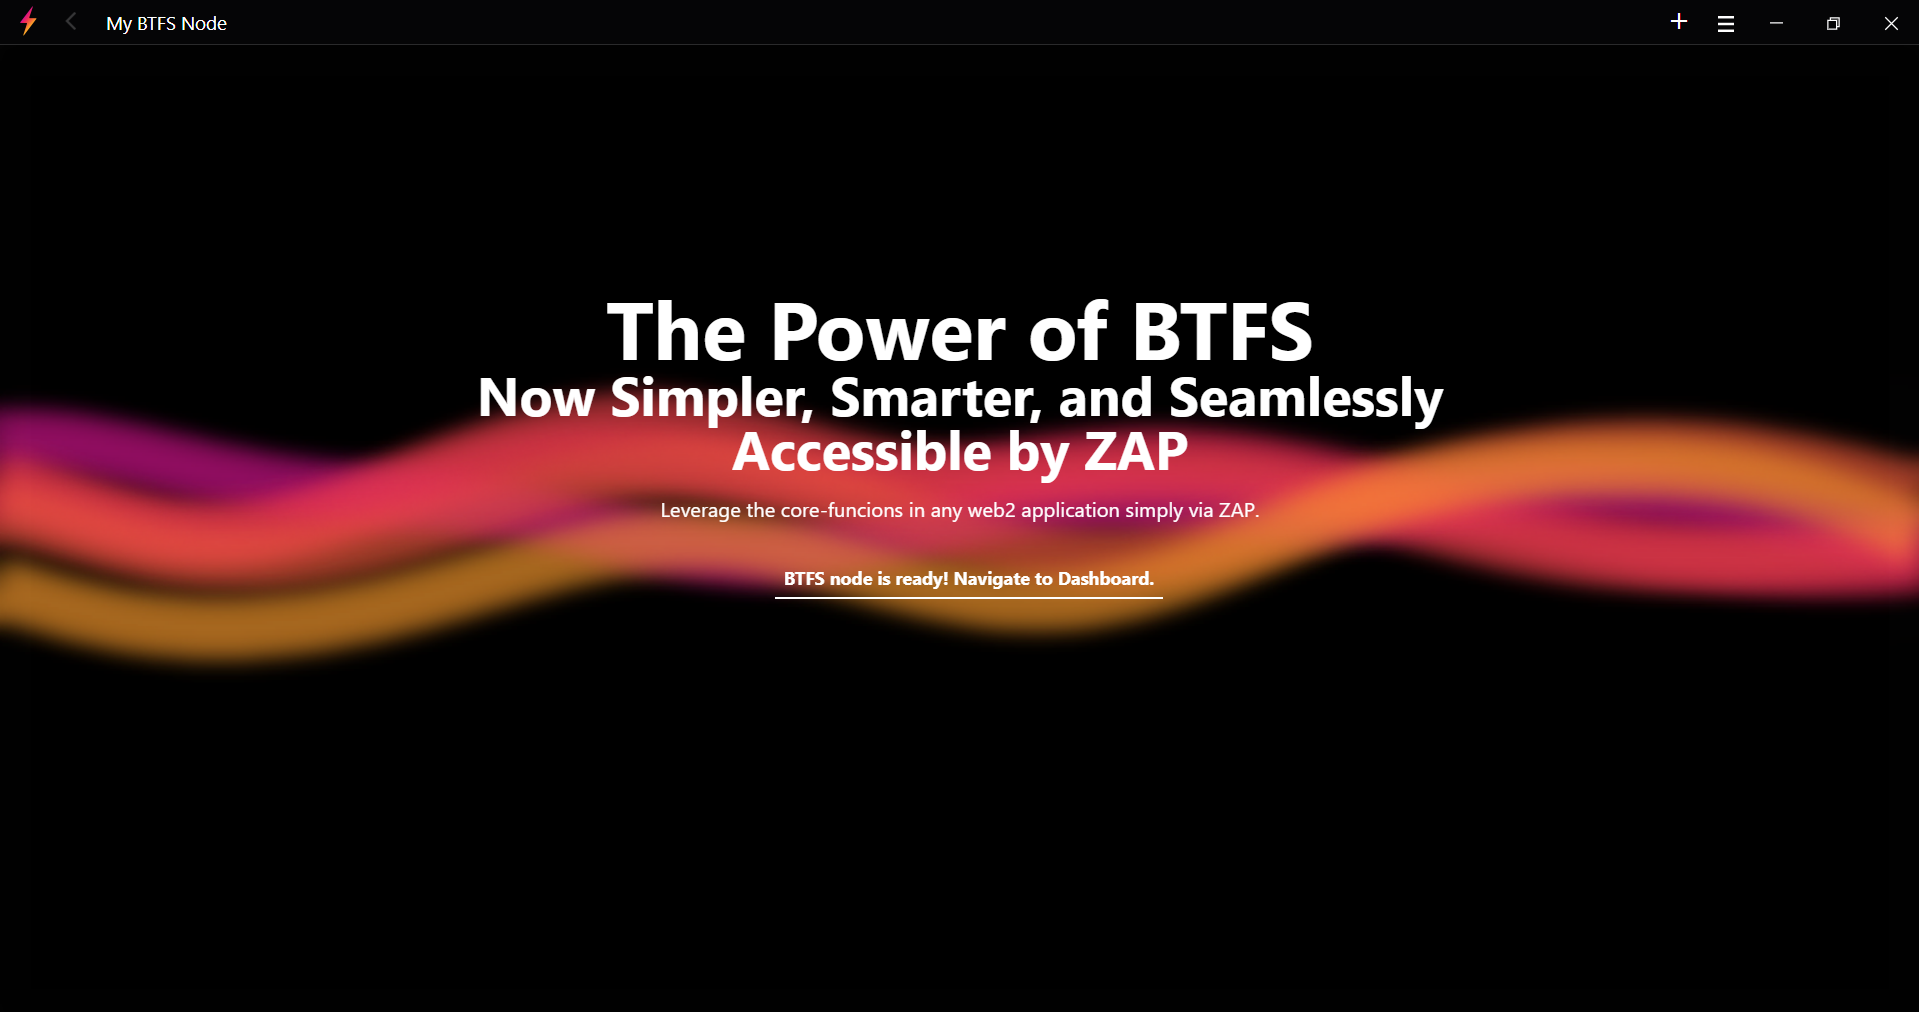 My BTFS Node
The Power of BTFS
Now Simpler, Smarter, and Seamlessly
Accessible by ZAP
Leverage the core-funcions in any web2 application simply via ZAP.
BTFS node is ready! Navigate to Dashboard.